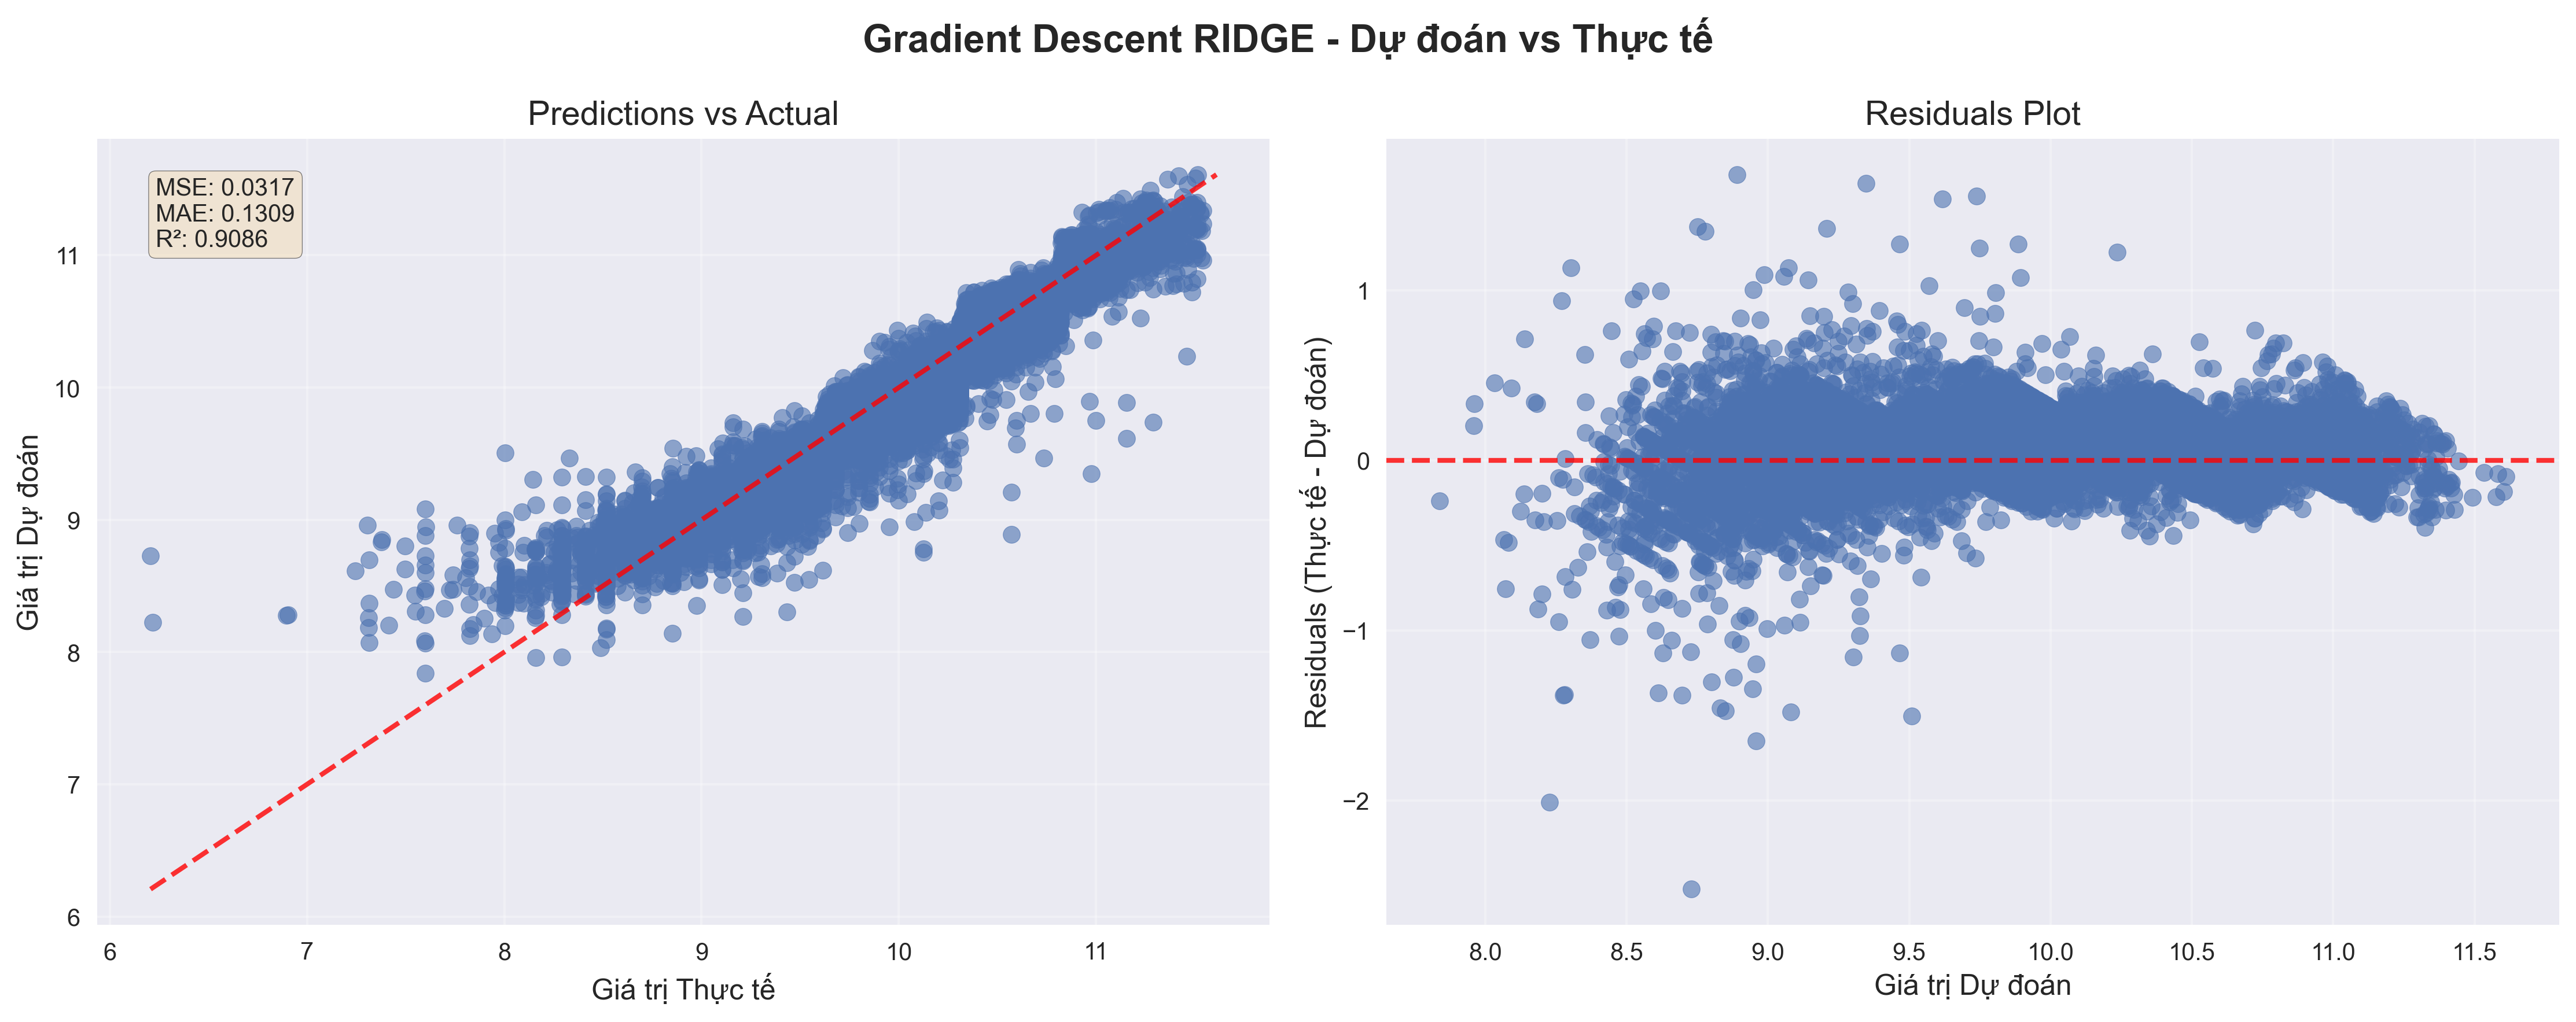 Gradient Descent RIDGE - Dự đoán vs Thực tế
Predictions vs Actual
MSE: 0.0317
MAE: 0.1309
R²: 0.9086
Giá trị Dự đoán
11
10
9
8
7
6
6 7 8 9 10 11
Giá trị Thực tế
Residuals Plot
Residuals (Thực tế - Dự đoán)
1
0
−1
−2
8.0 8.5 9.0 9.5 10.0 10.5 11.0 11.5
Giá trị Dự đoán